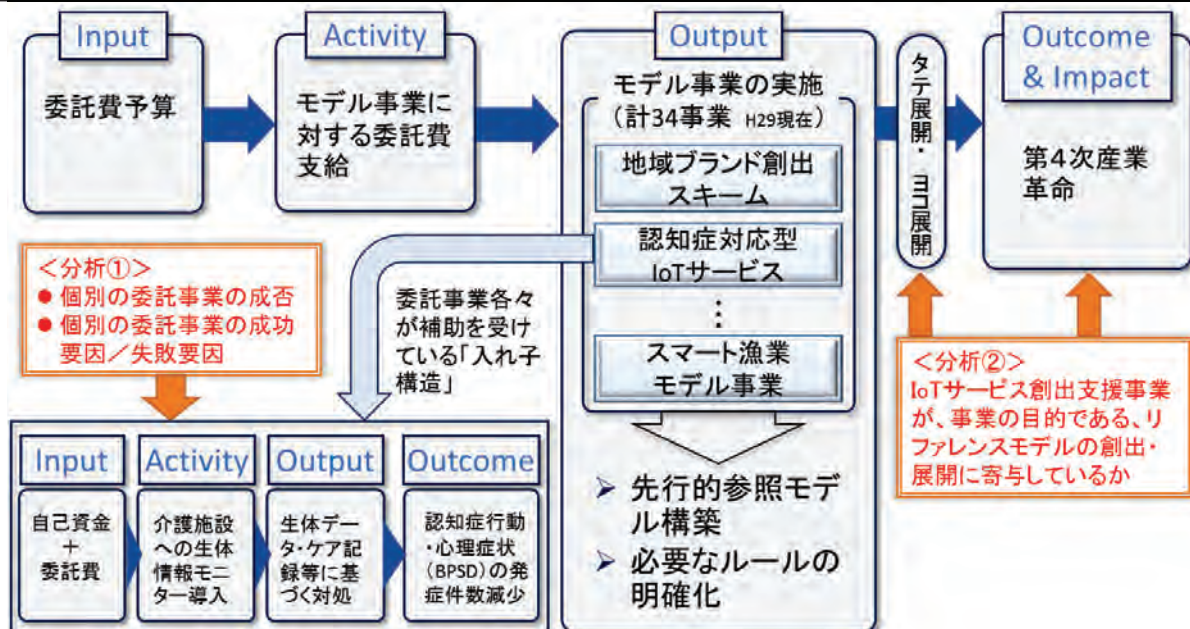 Input
委託費予算
Activity
モデル事業に
対する委託費
支給
Output
モデル事業の実施
（計34事業 H29現在）
地域ブランド創出
スキーム
認知症対応型
IoTサービス
⋮
スマート漁業
モデル事業
➢ 先行的参照モデ
ル構築
➢ 必要なルールの
明確化
タテ展開・ヨコ展開
Outcome
& Impact
第４次産業
革命
＜分析①＞
● 個別の委託事業の成否
● 個別の委託事業の成功
要因／失敗要因
委託事業各々
が補助を受け
ている「入れ子
構造」
＜分析②＞
IoTサービス創出支援事業
が、事業の目的である、リ
ファレンスモデルの創出・
展開に寄与しているか
Input
自己資金
＋
委託費
Activity
介護施設
への生体
情報モニ
ター導入
Output
生体デー
タ・ケア記
録等に基
づく対処
Outcome
認知症行動
・心理症状
（BPSD）の発
症件数減少